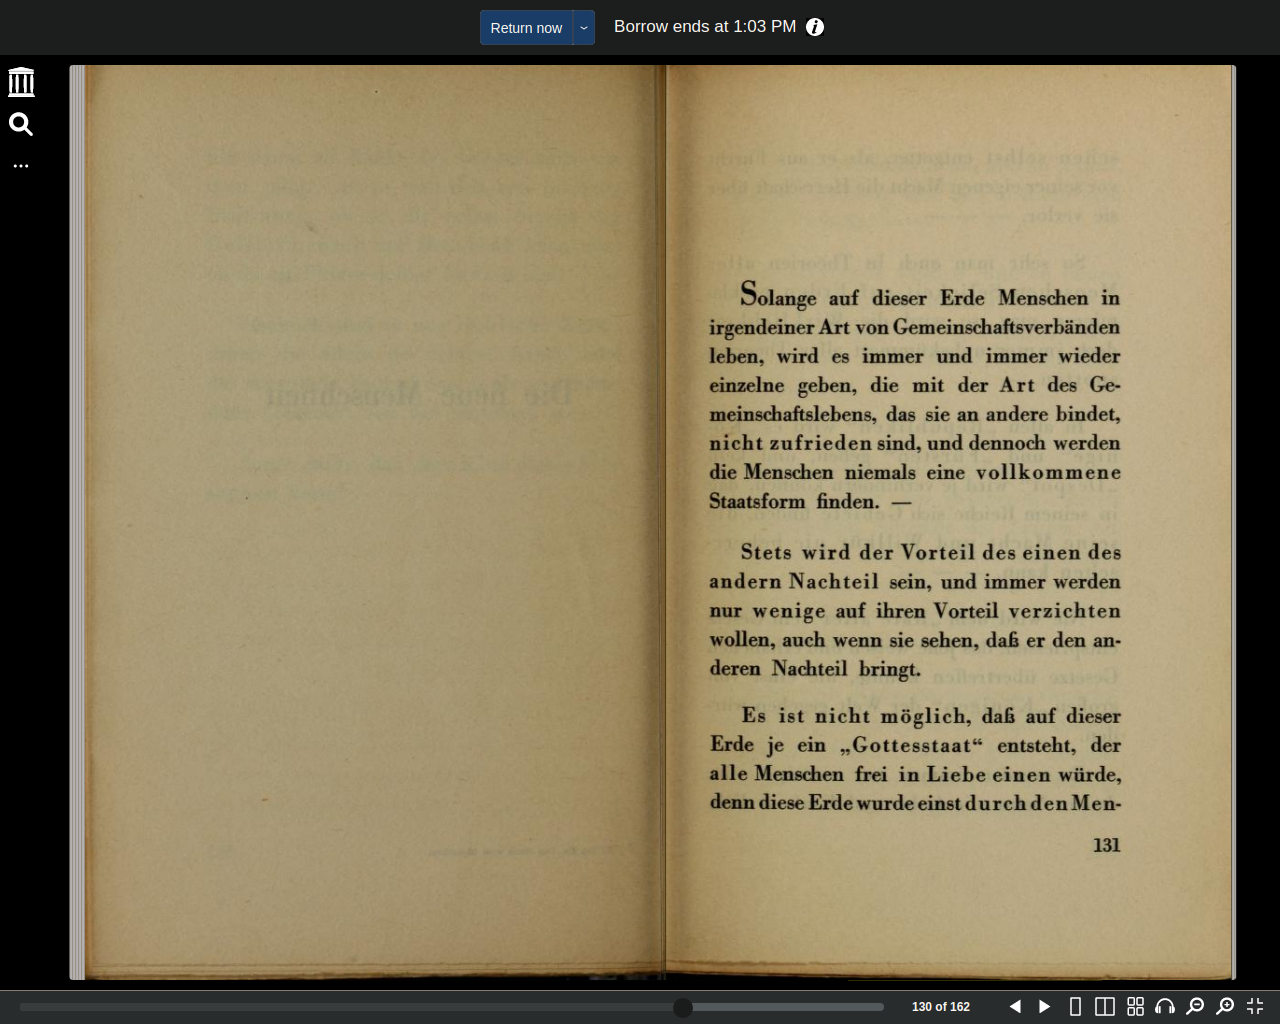 Return now
Borrow ends at 1:03 PM
Solange auf dieser Erde Menschen in
irgendeiner Art von Gemeinschaftsverbänden
leben, wird es immer und immer wieder
einzelne geben, die mit der Art des Ge-
meinschaftslebens, das sie an andere bindet,
nicht zufrieden sind, und dennoch werden
die Menschen niemals eine vollkommene
Staatsform finden. —
Stets wird der Vorteil des einen des
andern Nachteil sein, und immer werden
nur wenige auf ihren Vorteil verzichten
wollen, auch wenn sie sehen, daß er den an-
deren Nachteil bringt.
Es ist nicht möglich, daß auf dieser
Erde je ein „Gottesstaat“ entsteht, der
alle Menschen frei in Liebe einen würde,
denn diese Erde wurde einst durch den Men-
131
130 of 162